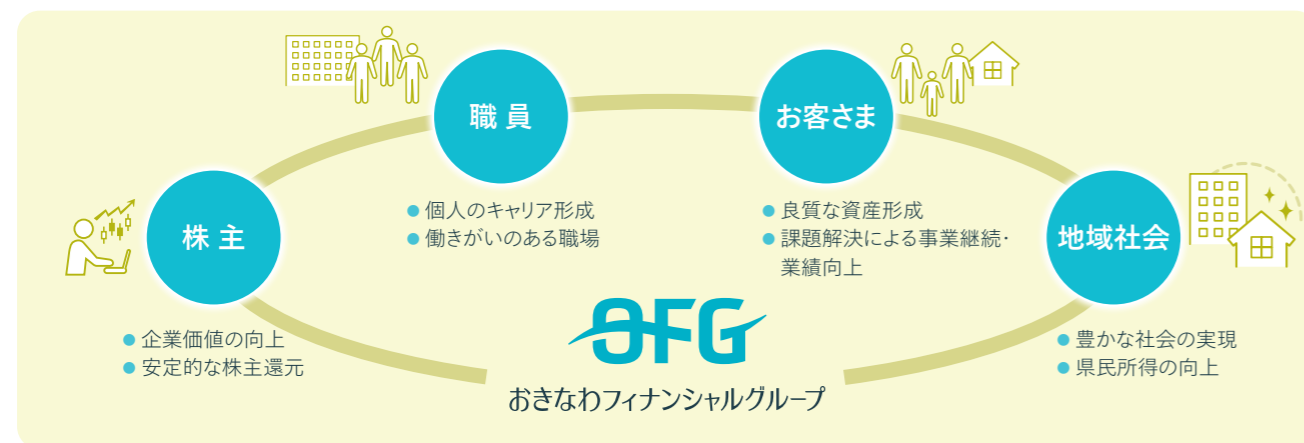 株主
● 企業価値の向上
● 安定的な株主還元
職員
● 個人のキャリア形成
● 働きがいのある職場
お客さま
● 良質な資産形成
● 課題解決による事業継続・
業績向上
地域社会
● 豊かな社会の実現
● 県民所得の向上
OFG
おきなわフィナンシャルグループ